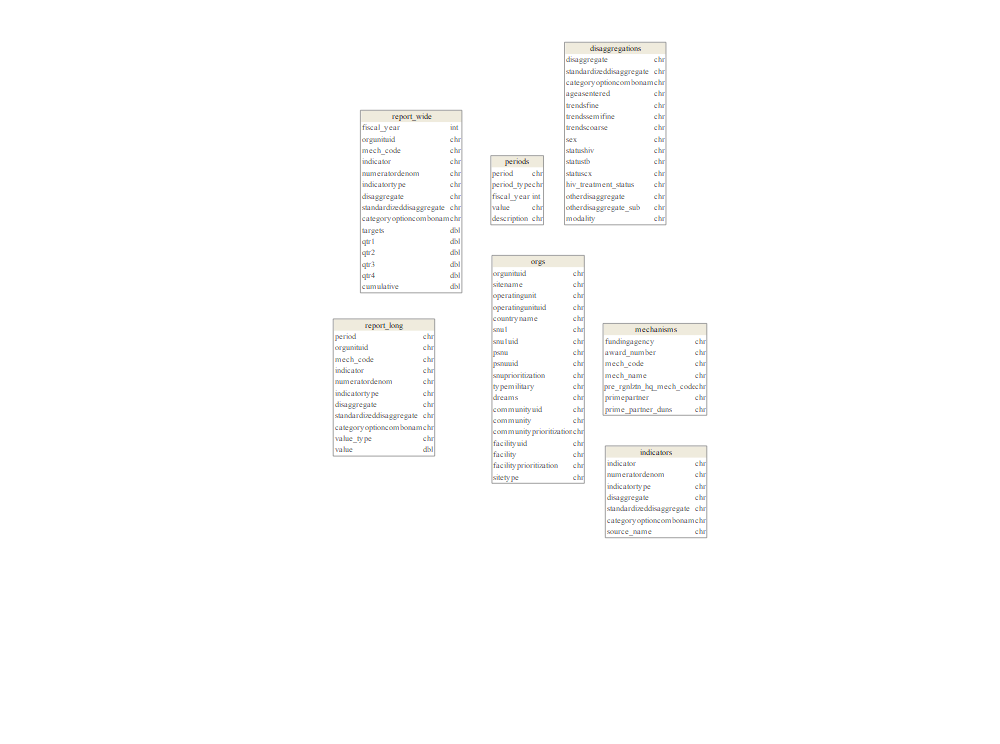 disaggregations
disaggregate chr
standardizeddisaggregate chr
categoryoptioncombonam chr
ageasentered chr
trendsfine chr
trendssemifine chr
trendscoarse chr
sex chr
statushiv chr
statustb chr
statuscx chr
hiv_treatment_status chr
otherdisaggregate chr
otherdisaggregate_sub chr
modality chr
report_wide
fiscal_year int
orgunituid chr
mech_code chr
indicator chr
numeratordenom chr
indicatortype chr
disaggregate chr
standardizeddisaggregate chr
categoryoptioncombonam chr
targets dbl
qtr1 dbl
qtr2 dbl
qtr3 dbl
qtr4 dbl
cumulative dbl
periods
period chr
period_type chr
fiscal_year int
value chr
description chr
orgs
orgunituid chr
sitename chr
operatingunit chr
operatingunituid chr
countryname chr
snu1 chr
snu1uid chr
psnu chr
psnuuid chr
snuprioritization chr
typemilitary chr
dreams chr
communityuid chr
community chr
communityprioritization chr
facilityuid chr
facility chr
facilityprioritization chr
sitetype chr
report_long
period chr
orgunituid chr
mech_code chr
indicator chr
numeratordenom chr
indicatortype chr
disaggregate chr
standardizeddisaggregate chr
categoryoptioncombonam chr
value_type chr
value dbl
mechanisms
fundingagency chr
award_number chr
mech_code chr
mech_name chr
pre_rgnlztn_hq_mech_code chr
primepartner chr
prime_partner_duns chr
indicators
indicator chr
numeratordenom chr
indicatortype chr
disaggregate chr
standardizeddisaggregate chr
categoryoptioncombonam chr
source_name chr